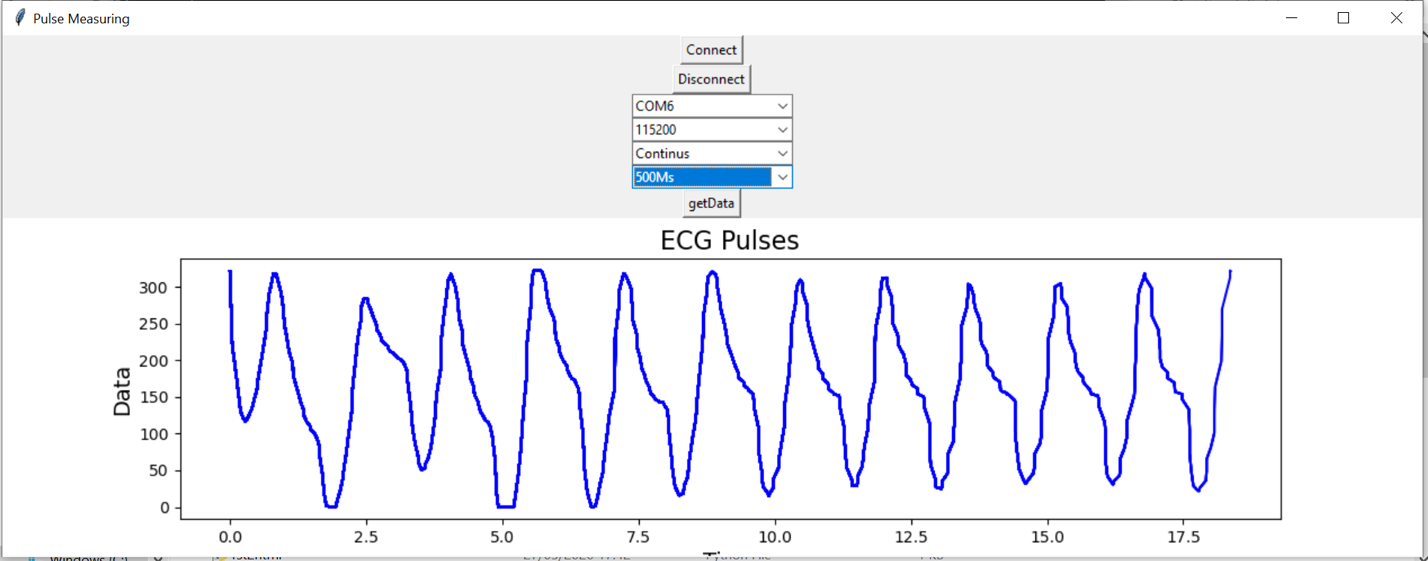 Pulse Measuring
Connect
Disconnect
COM6
115200
Continus
500Ms
getData
ECG Pulses
300
250
200
150
100
50
0
Data
0.0 2.5 5.0 7.5 10.0 12.5 15.0 17.5